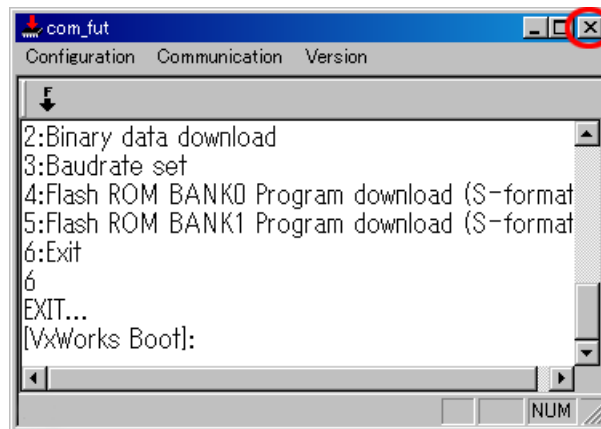 com_fut
Configuration Communication Version
F
2:Binary data download
3:Baudrate set
4:Flash ROM BANK0 Program download (S-format
5:Flash ROM BANK1 Program download (S-format
6:Exit
6
EXIT...
[VxWorks Boot]:
NUM